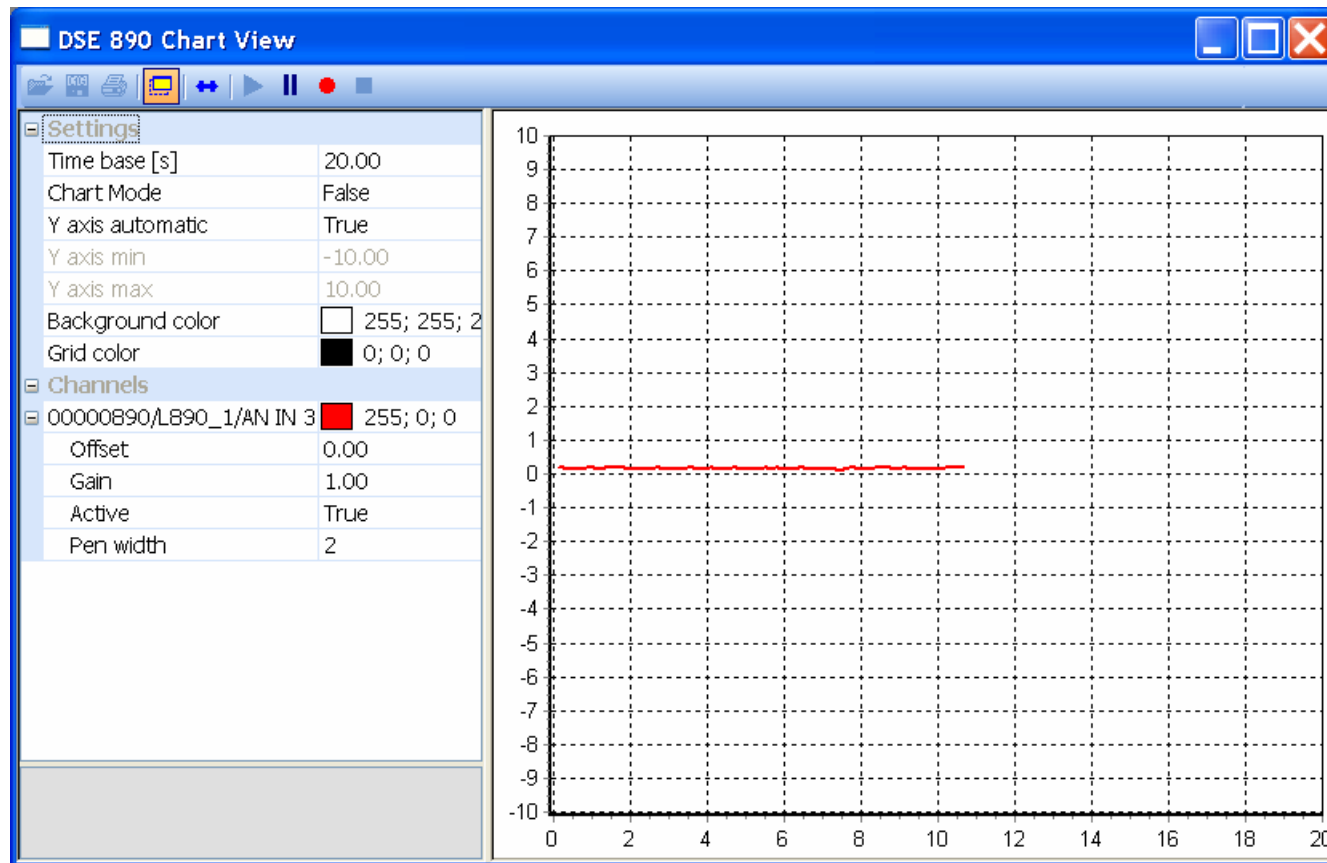 DSE 890 Chart View
Settings
Time base [s] 20.00
Chart Mode False
Y axis automatic True
Y axis min -10.00
Y axis max 10.00
Background color 255; 255; 2
Grid color 0; 0; 0
Channels
00000890/L890_1/AN IN 3 255; 0; 0
Offset 0.00
Gain 1.00
Active True
Pen width 2
10
9
8
7
6
5
4
3
2
1
0
-1
-2
-3
-4
-5
-6
-7
-8
-9
-10
0 2 4 6 8 10 12 14 16 18 20